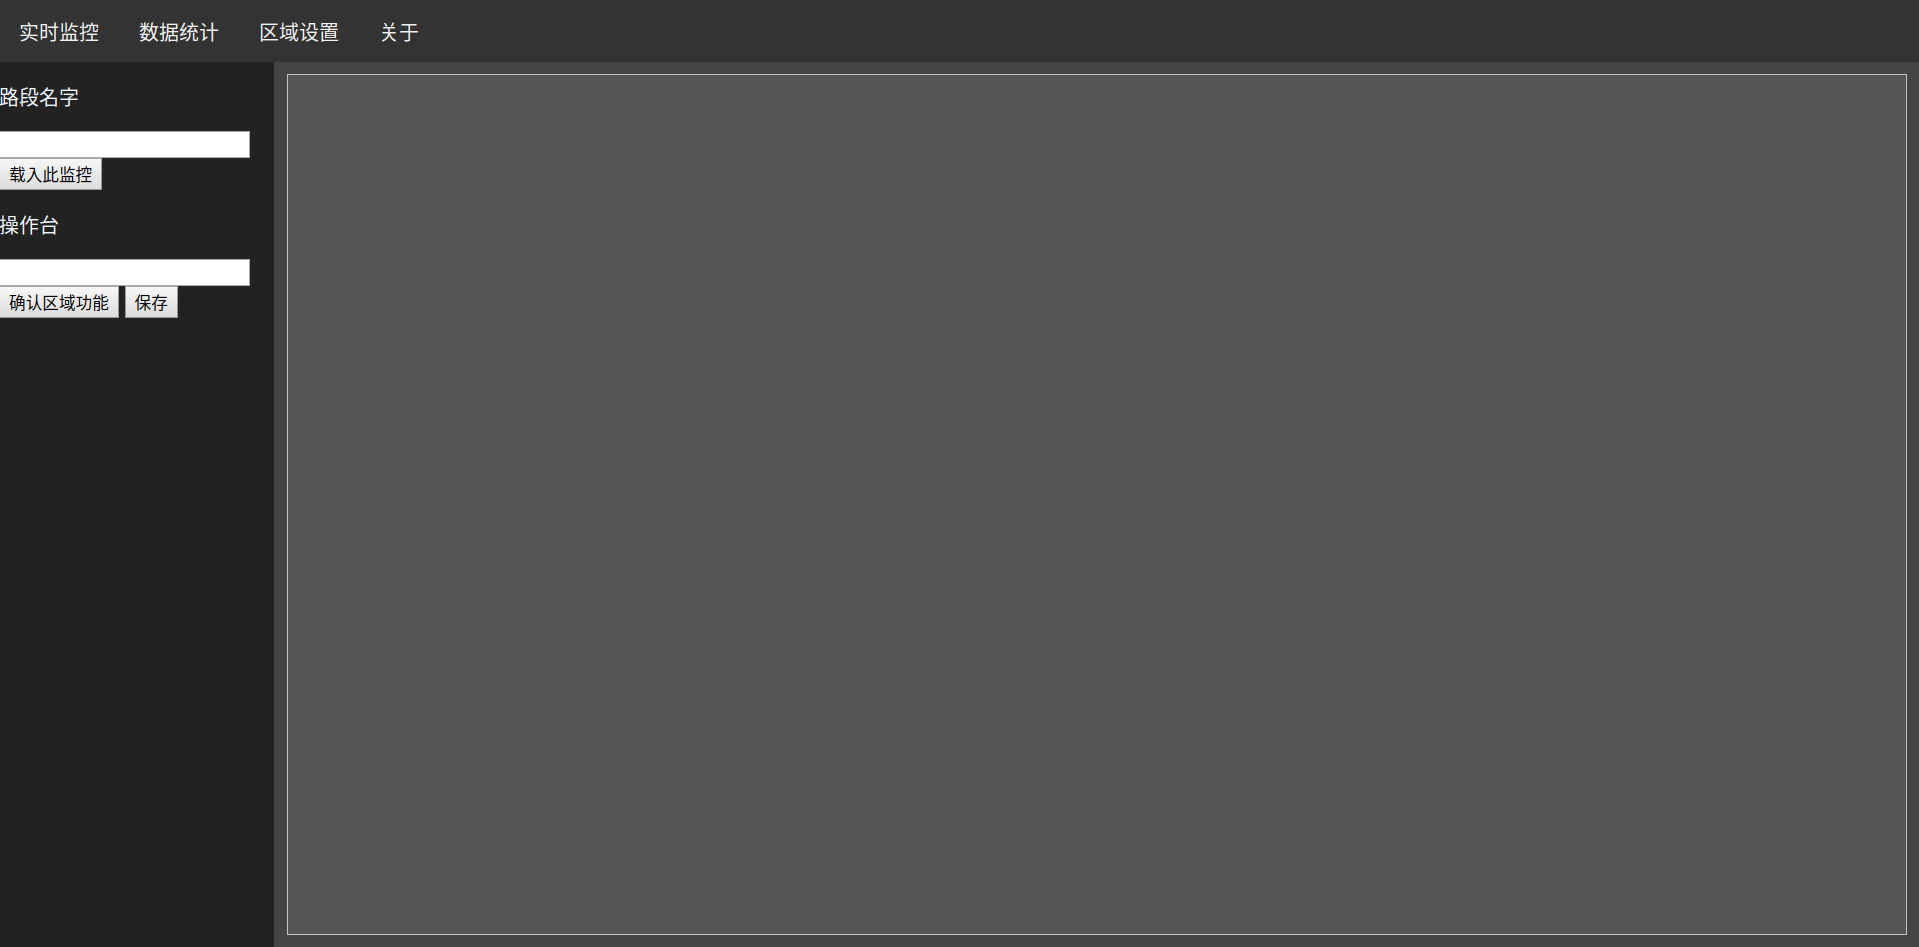 实时监控 数据统计 区域设置 关于
路段名字
载入此监控
操作台
确认区域功能 保存